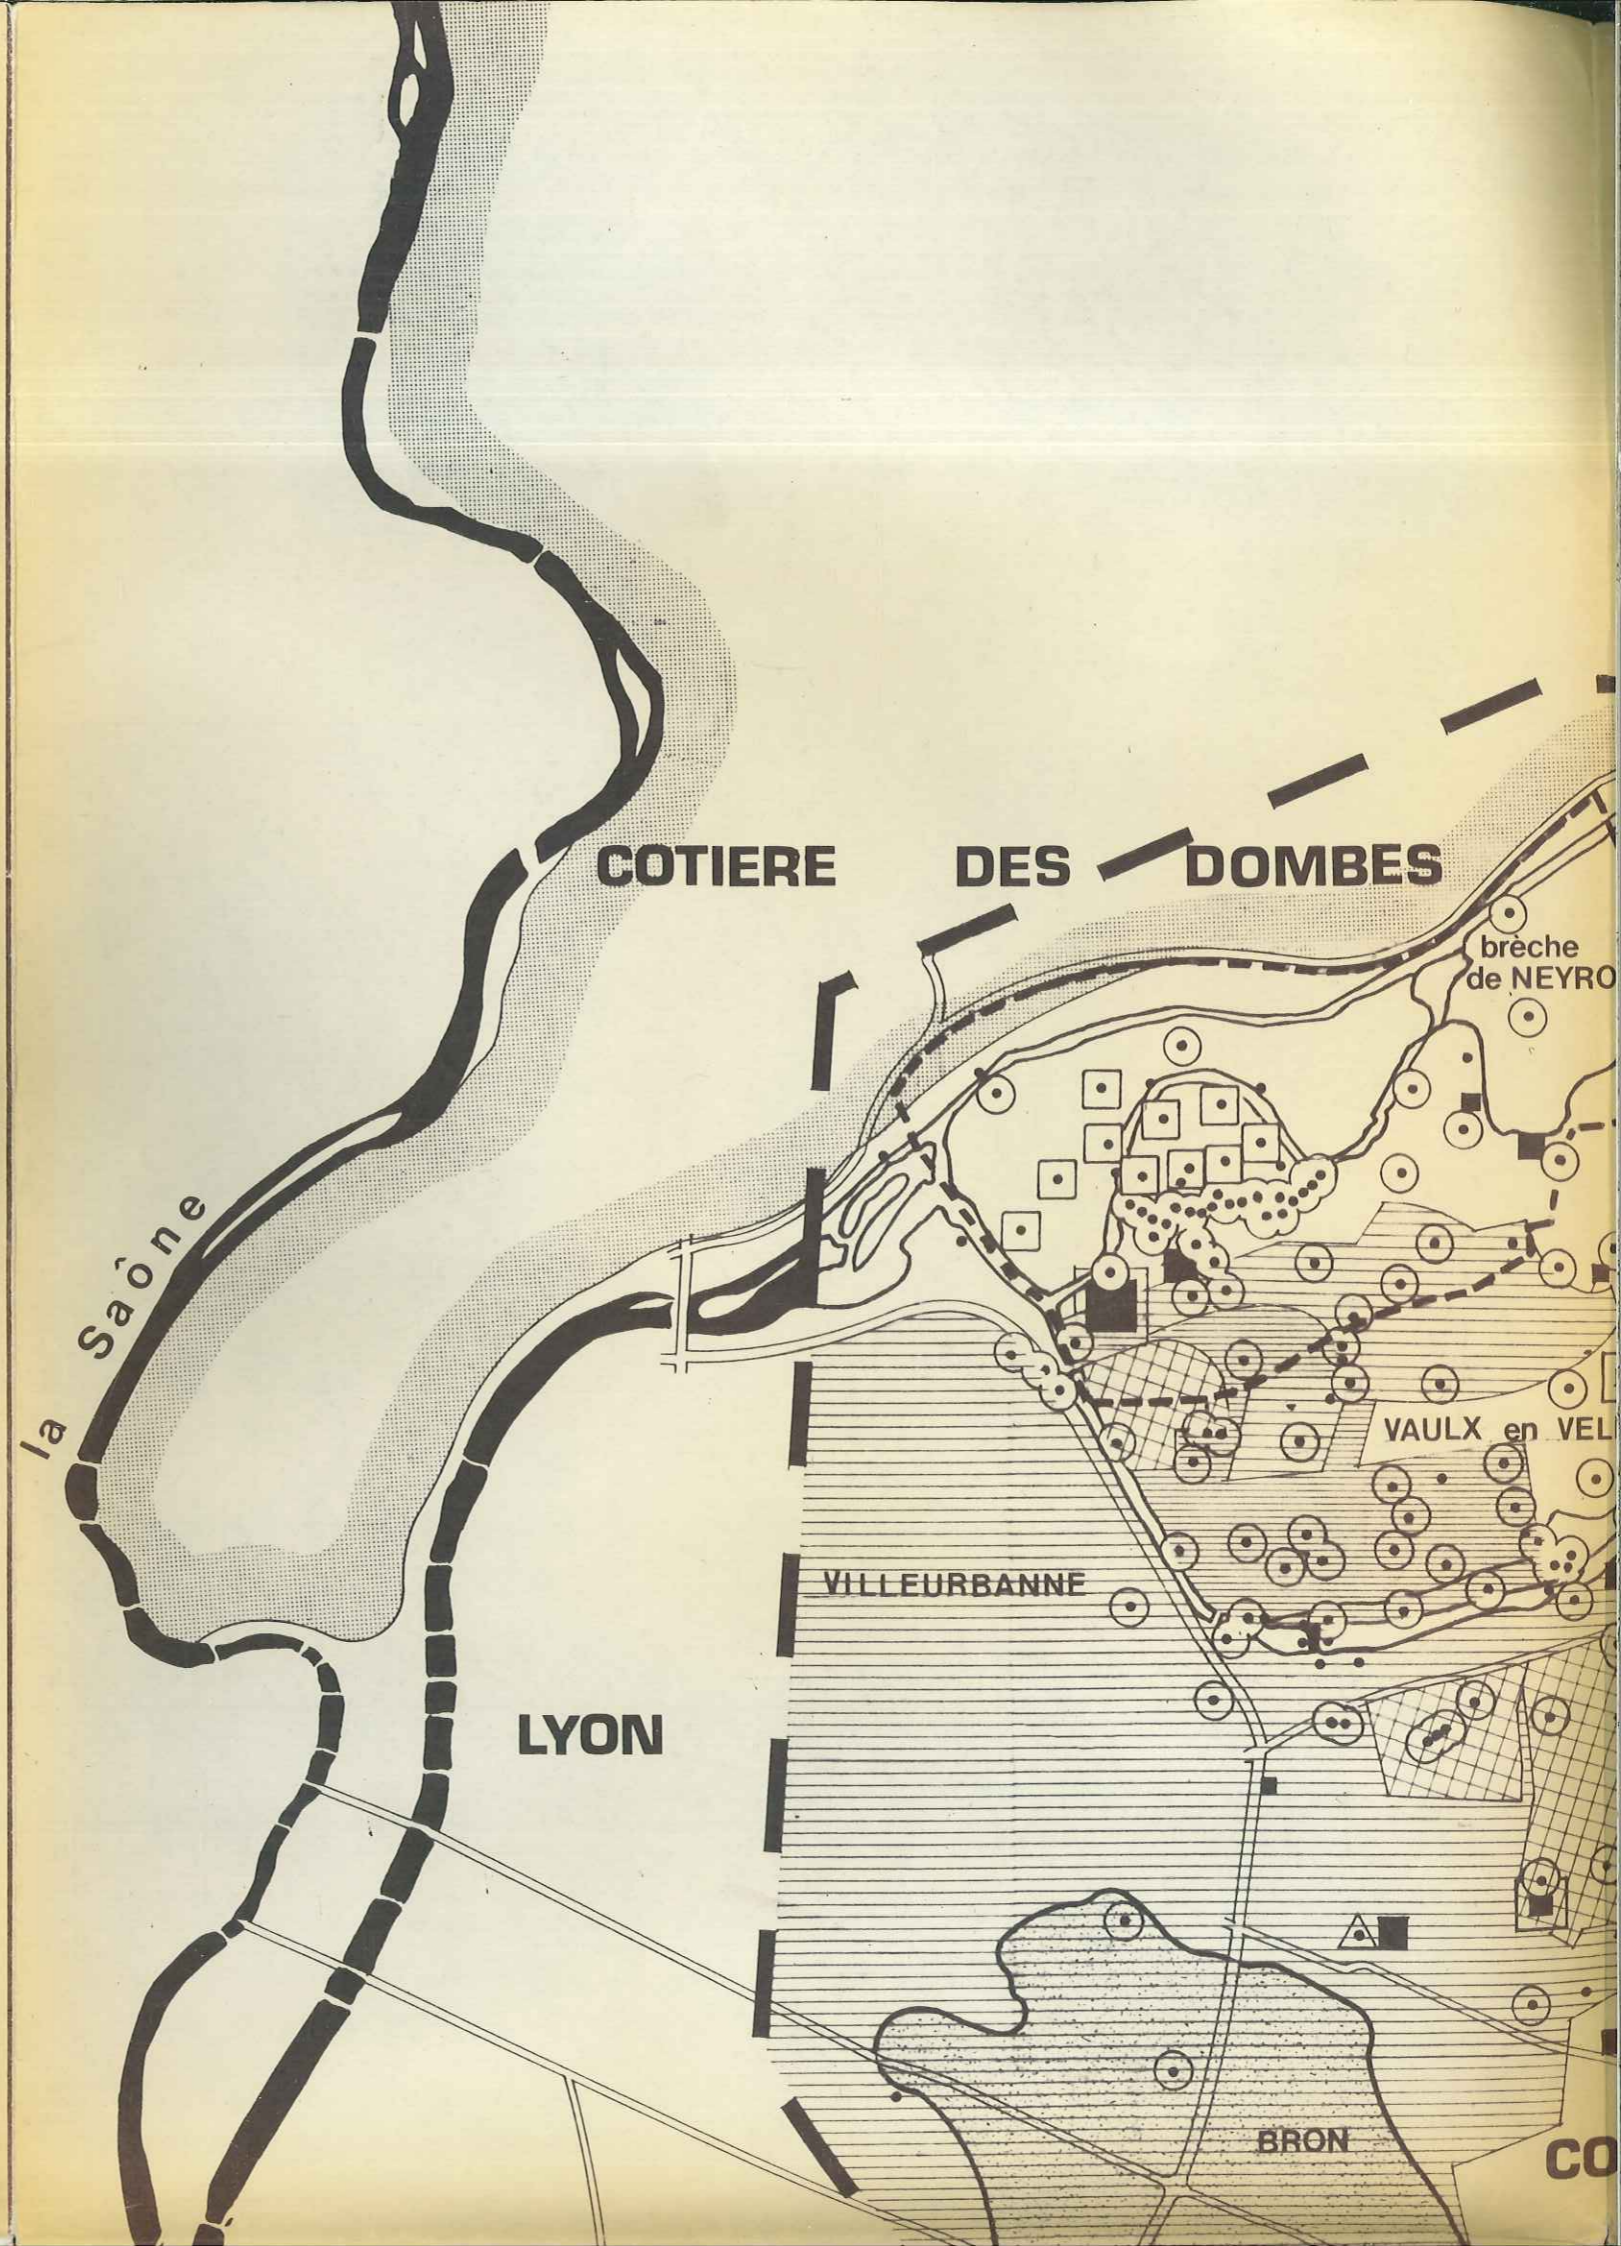 COTIERE DES DOMBES
brèche
de NEYRO
la Saône
VAULX en VEL
VILLEURBANNE
LYON
BRON
CO